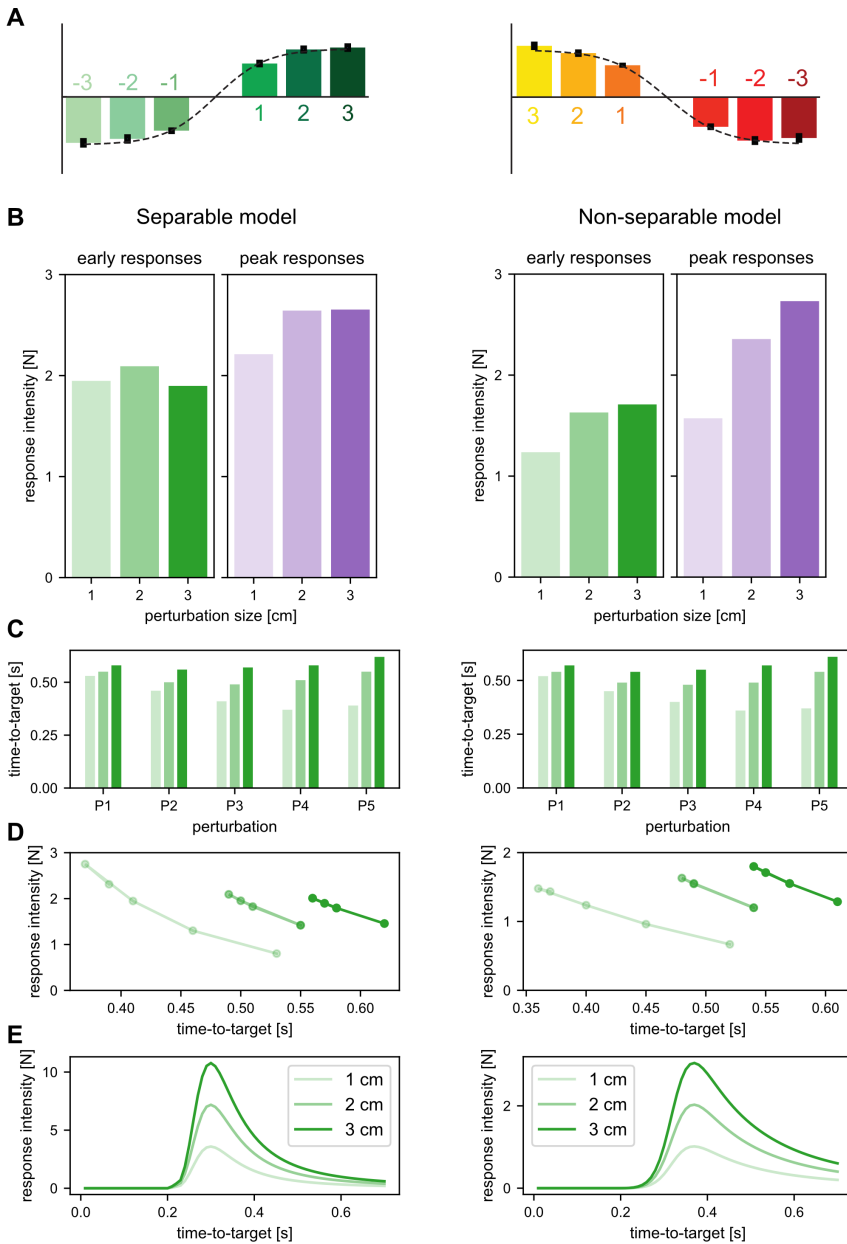 A
-3 -2 -1
1 2 3
3 2 1
-1 -2 -3
B
Separable model
early responses peak responses
response intensity [N]
3
2
1
0
1 2 3 1 2 3
perturbation size [cm]
Non-separable model
early responses peak responses
response intensity [N]
3
2
1
0
1 2 3 1 2 3
perturbation size [cm]
C
time-to-target [s]
0.50
0.25
0.00
P1 P2 P3 P4 P5
perturbation
time-to-target [s]
0.50
0.25
0.00
P1 P2 P3 P4 P5
perturbation
D
response intensity [N]
3
2
1
0
0.40 0.45 0.50 0.55 0.60
time-to-target [s]
response intensity [N]
2
1
0
0.35 0.40 0.45 0.50 0.55 0.60
time-to-target [s]
E
response intensity [N]
10
5
0
1 cm
2 cm
3 cm
0.0 0.2 0.4 0.6
time-to-target [s]
response intensity [N]
2
0
1 cm
2 cm
3 cm
0.0 0.2 0.4 0.6
time-to-target [s]